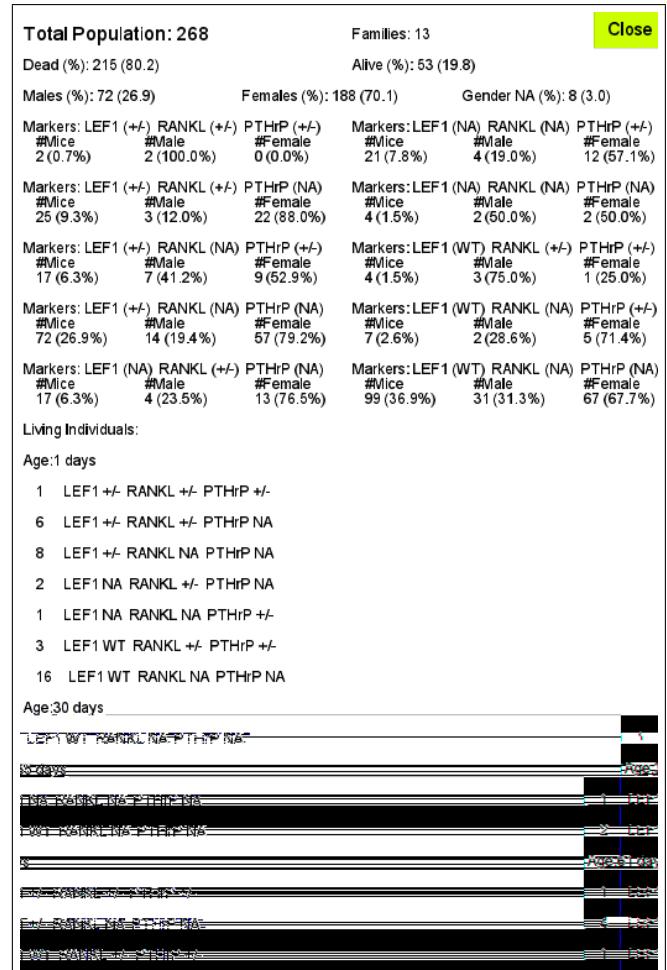 Total Population: 268
Families: 13
Close
Dead (%): 215 (80.2)
Alive (%): 53 (19.8)
Males (%): 72 (26.9)
Females (%): 188 (70.1)
Gender NA (%): 8 (3.0)
Markers: LEF1 (+/-) RANKL (+/-) PTHrP (+/-)
#Mice #Male #Female
2 (0.7%) 2 (100.0%) 0 (0.0%)
Markers: LEF1 (NA) RANKL (NA) PTHrP (+/-)
#Mice #Male #Female
21 (7.8%) 4 (19.0%) 12 (57.1%)
Markers: LEF1 (+/-) RANKL (+/-) PTHrP (NA)
#Mice #Male #Female
25 (9.3%) 3 (12.0%) 22 (88.0%)
Markers: LEF1 (NA) RANKL (NA) PTHrP (NA)
#Mice #Male #Female
4 (1.5%) 2 (50.0%) 2 (50.0%)
Markers: LEF1 (+/-) RANKL (NA) PTHrP (+/-)
#Mice #Male #Female
17 (6.3%) 7 (41.2%) 9 (52.9%)
Markers: LEF1 (WT) RANKL (+/-) PTHrP (+/-)
#Mice #Male #Female
4 (1.5%) 3 (75.0%) 1 (25.0%)
Markers: LEF1 (+/-) RANKL (NA) PTHrP (NA)
#Mice #Male #Female
72 (26.9%) 14 (19.4%) 57 (79.2%)
Markers: LEF1 (WT) RANKL (NA) PTHrP (+/-)
#Mice #Male #Female
7 (2.6%) 2 (28.6%) 5 (71.4%)
Markers: LEF1 (NA) RANKL (+/-) PTHrP (NA)
#Mice #Male #Female
17 (6.3%) 4 (23.5%) 13 (76.5%)
Markers: LEF1 (WT) RANKL (NA) PTHrP (NA)
#Mice #Male #Female
99 (36.9%) 31 (31.3%) 67 (67.7%)
Living Individuals:
Age:1 days
1 LEF1 +/- RANKL +/- PTHrP +/-
6 LEF1 +/- RANKL +/- PTHrP NA
8 LEF1 +/- RANKL NA PTHrP NA
2 LEF1 NA RANKL +/- PTHrP NA
1 LEF1 NA RANKL NA PTHrP +/-
3 LEF1 WT RANKL +/- PTHrP +/-
16 LEF1 WT RANKL NA PTHrP NA
Age:30 days
LEF1 WT RANKL NA PTHrP NA